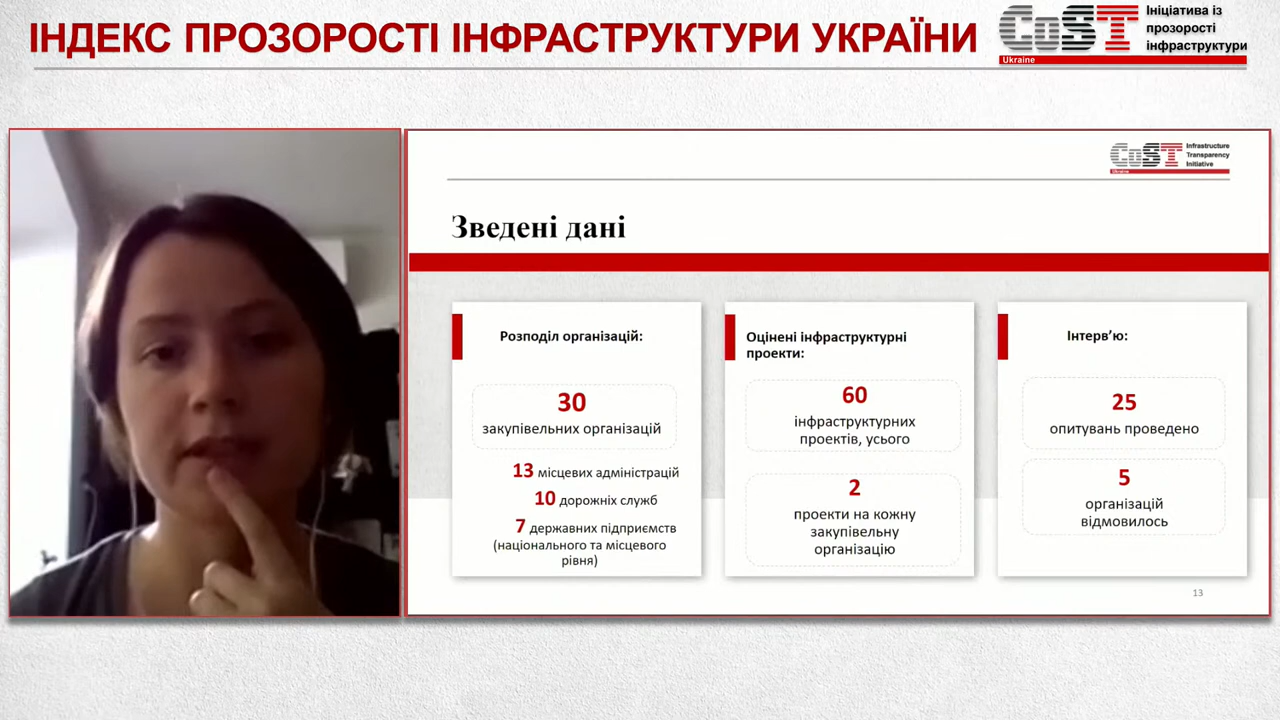 ІНДЕКС ПРОЗОРОСТІ ІНФРАСТРУКТУРИ УКРАЇНИ
CoST
Ukraine
Ініціатива із
прозорості
інфраструктури
CoST
Ukraine
Infrastructure
Transparency
Initiative
Зведені дані
Розподіл організацій:
30
закупівельних організацій
13 місцевих адміністрацій
10 дорожніх служб
7 державних підприємств
(національного та місцевого
рівня)
Оцінені інфраструктурні
проекти:
60
інфраструктурних
проектів, усього
2
проекти на кожну
закупівельну
організацію
Інтерв’ю:
25
опитувань проведено
5
організацій
відмовилось
13